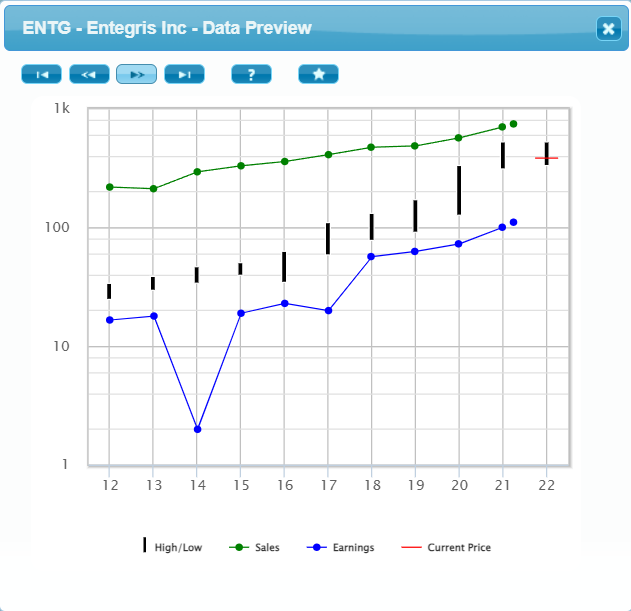 ENTG - Entegris Inc - Data Preview
?
1k
100
10
1
12 13 14 15 16 17 18 19 20 21 22
High/Low Sales Earnings Current Price